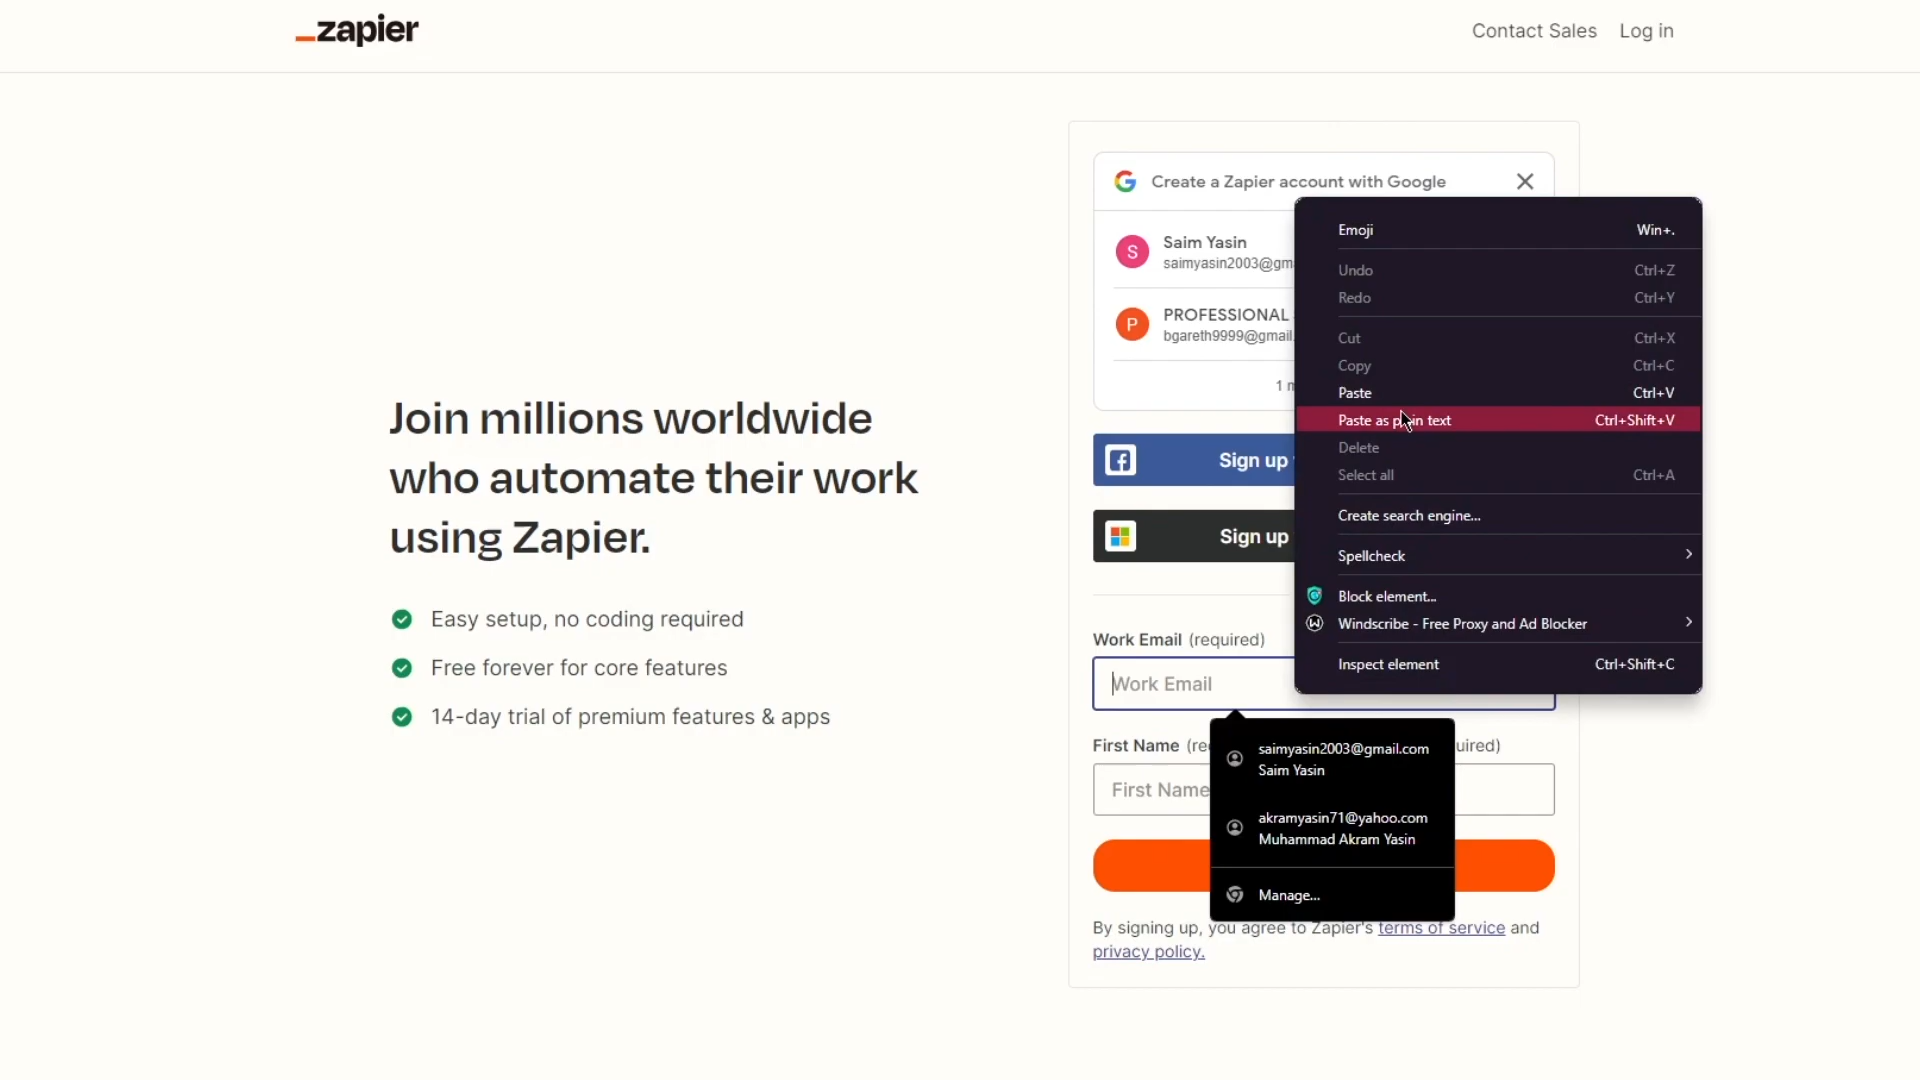 zapier
Contact Sales
Log in
Join millions worldwide
who automate their work
using Zapier.
Easy setup, no coding required
Free forever for core features
14-day trial of premium features & apps
Create a Zapier account with Google
S
Saim Yasin
saimyasin2003@gm
P
PROFESSIONAL
bgareth9999@gmail.
1
Sign up
Sign up
Work Email (required)
Work Email
First Name (re
uired)
First Name
By signing up, you agree to Zapier's terms of service and
privacy policy.
Emoji Win+.
Undo Ctrl+Z
Redo Ctrl+Y
Cut Ctrl+X
Copy Ctrl+C
Paste Ctrl+V
Paste as plain text Ctrl+Shift+V
Delete
Select all Ctrl+A
Create search engine...
Spellcheck
Block element...
Windscribe - Free Proxy and Ad Blocker
Inspect element Ctrl+Shift+C
saimyasin2003@gmail.com
Saim Yasin
akramyasin71@yahoo.com
Muhammad Akram Yasin
Manage...